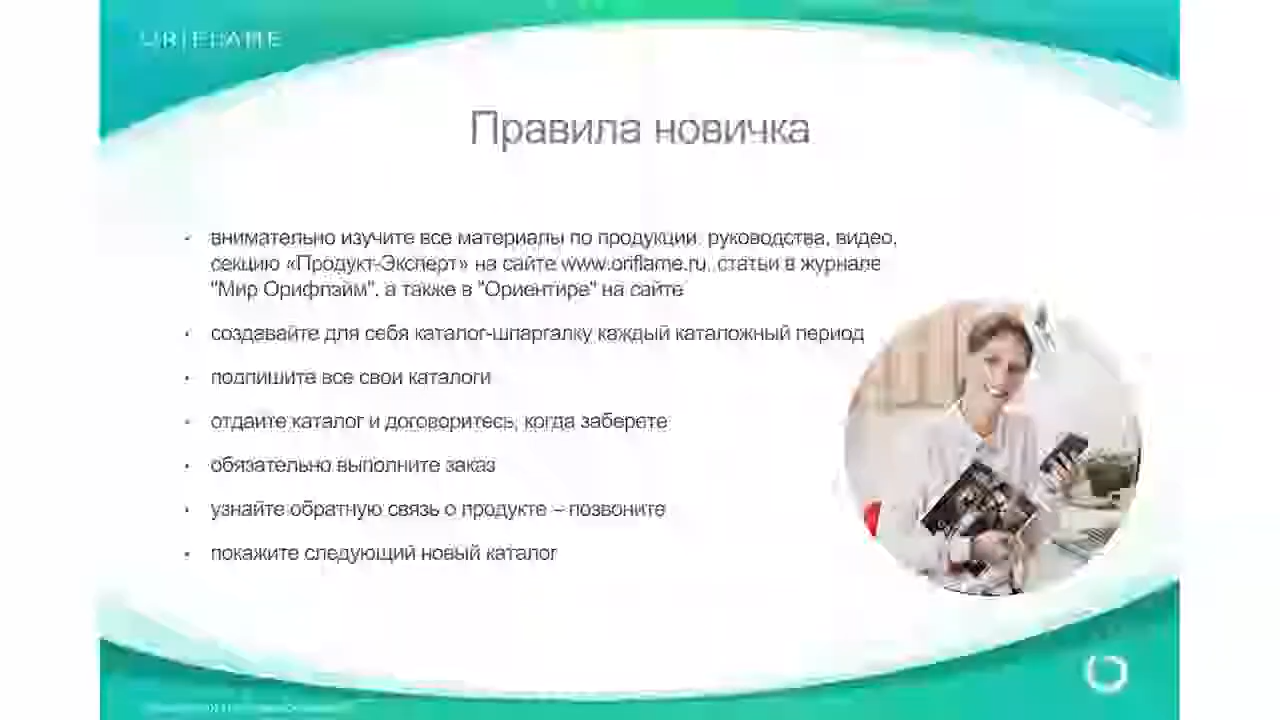 ORIFLAME
Правила новичка
• внимательно изучите все материалы по продукции: руководства, видео,
секцию «Продукт-Эксперт» на сайте www.oriflame.ru, статьи в журнале
"Мир Орифлэйм", а также в "Ориентире" на сайте
• создавайте для себя каталог-шпаргалку каждый каталожный период
• подпишите все свои каталоги
• отдайте каталог и договоритесь, когда заберете
• обязательно выполните заказ
• узнайте обратную связь о продукте – позвоните
• покажите следующий новый каталог